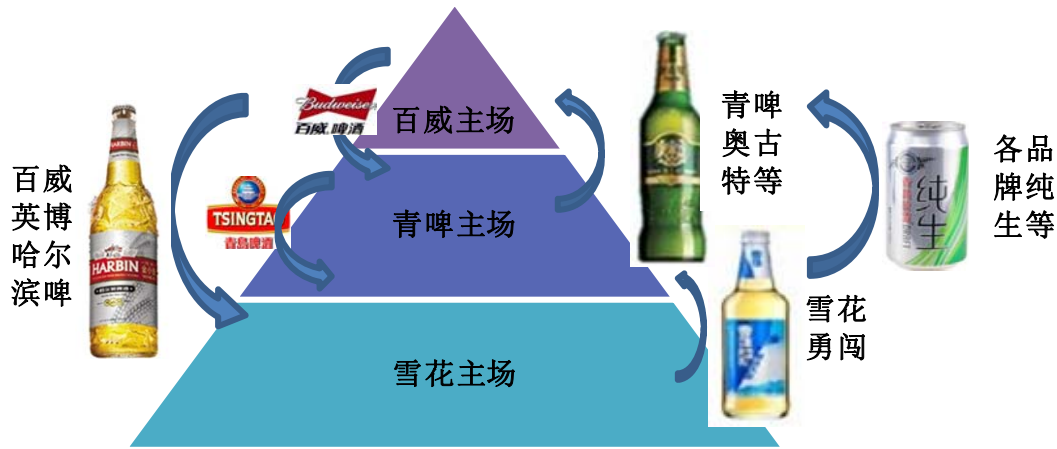 Budweiser
百威啤酒
百威主场
青啤
奥古
特等
各品
牌纯
生等
百威
英博
哈尔
滨啤
HARBIN
HARBIN
TSINGTAO
青岛啤酒
青啤主场
纯生
雪花
勇闯
雪花主场